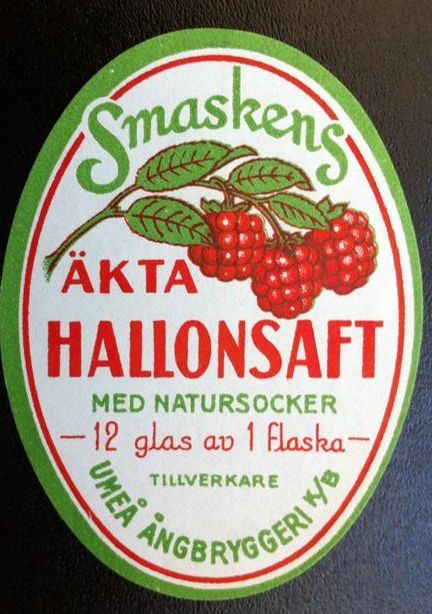 Smaskens
ÄKTA
HALLONSAFT
MED NATURSOCKER
— 12 glas av 1 flaska —
TILLVERKARE
UMEÅ ÅNGBRYGGERI K/B